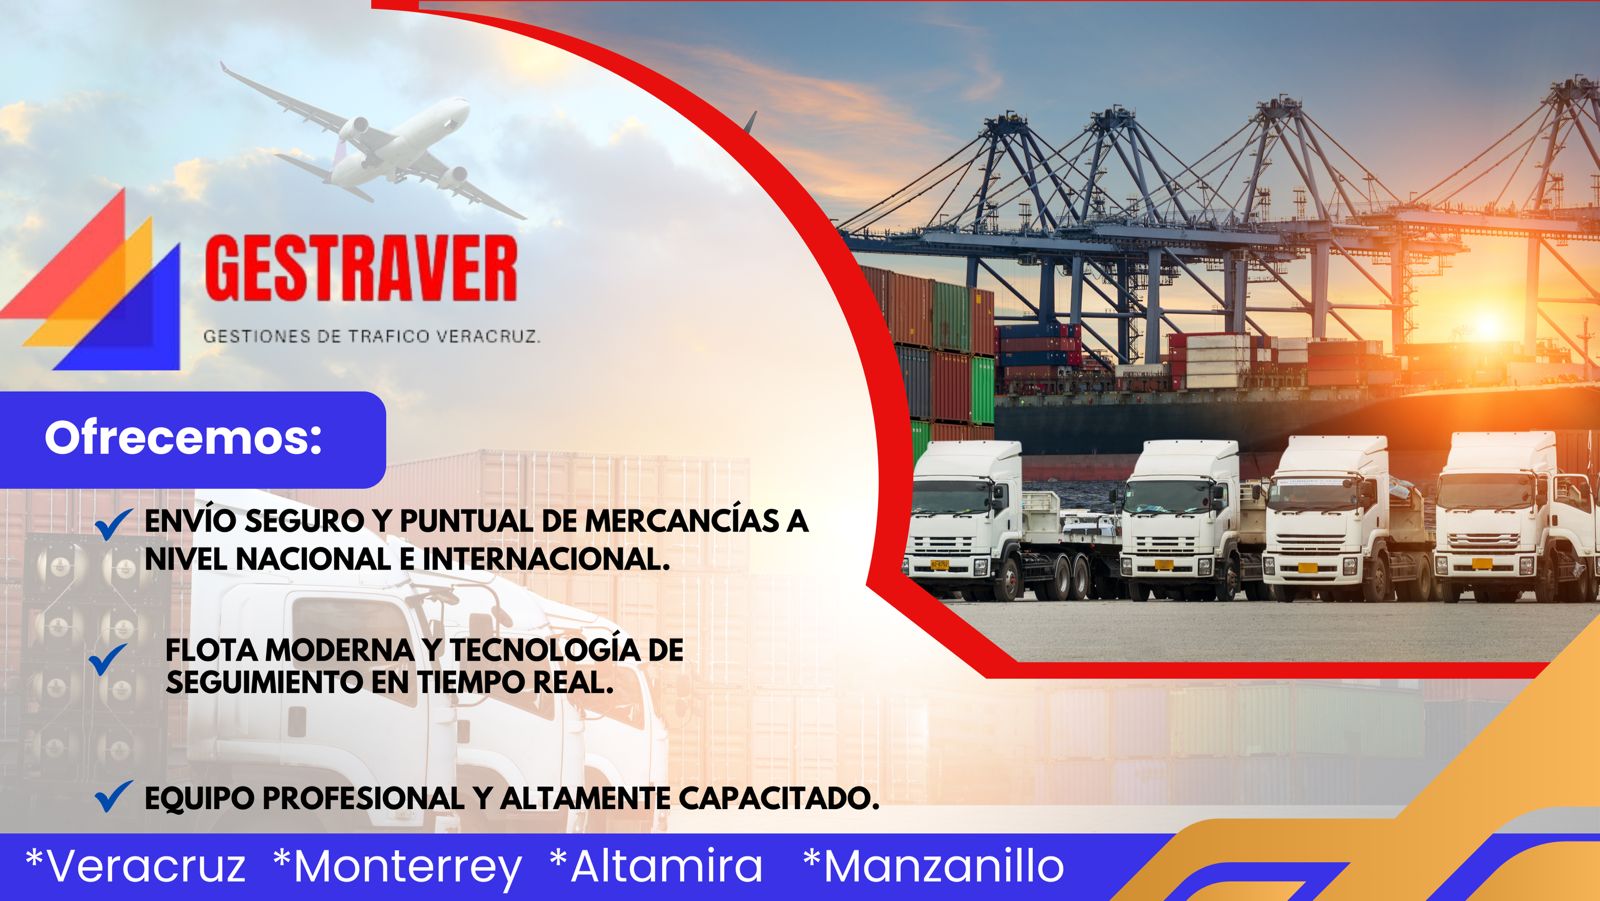 GESTRAVER
GESTIONES DE TRAFICO VERACRUZ.
Ofrecemos:
ENVÍO SEGURO Y PUNTUAL DE MERCANCÍAS A
NIVEL NACIONAL E INTERNACIONAL.
FLOTA MODERNA Y TECNOLOGÍA DE
SEGUIMIENTO EN TIEMPO REAL.
EQUIPO PROFESIONAL Y ALTAMENTE CAPACITADO.
*Veracruz *Monterrey *Altamira *Manzanillo